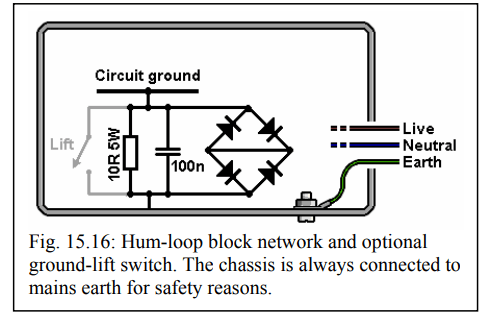 Circuit ground
Lift
10R 5W
100n
Live
Neutral
Earth
Fig. 15.16: Hum-loop block network and optional
ground-lift switch. The chassis is always connected to
mains earth for safety reasons.